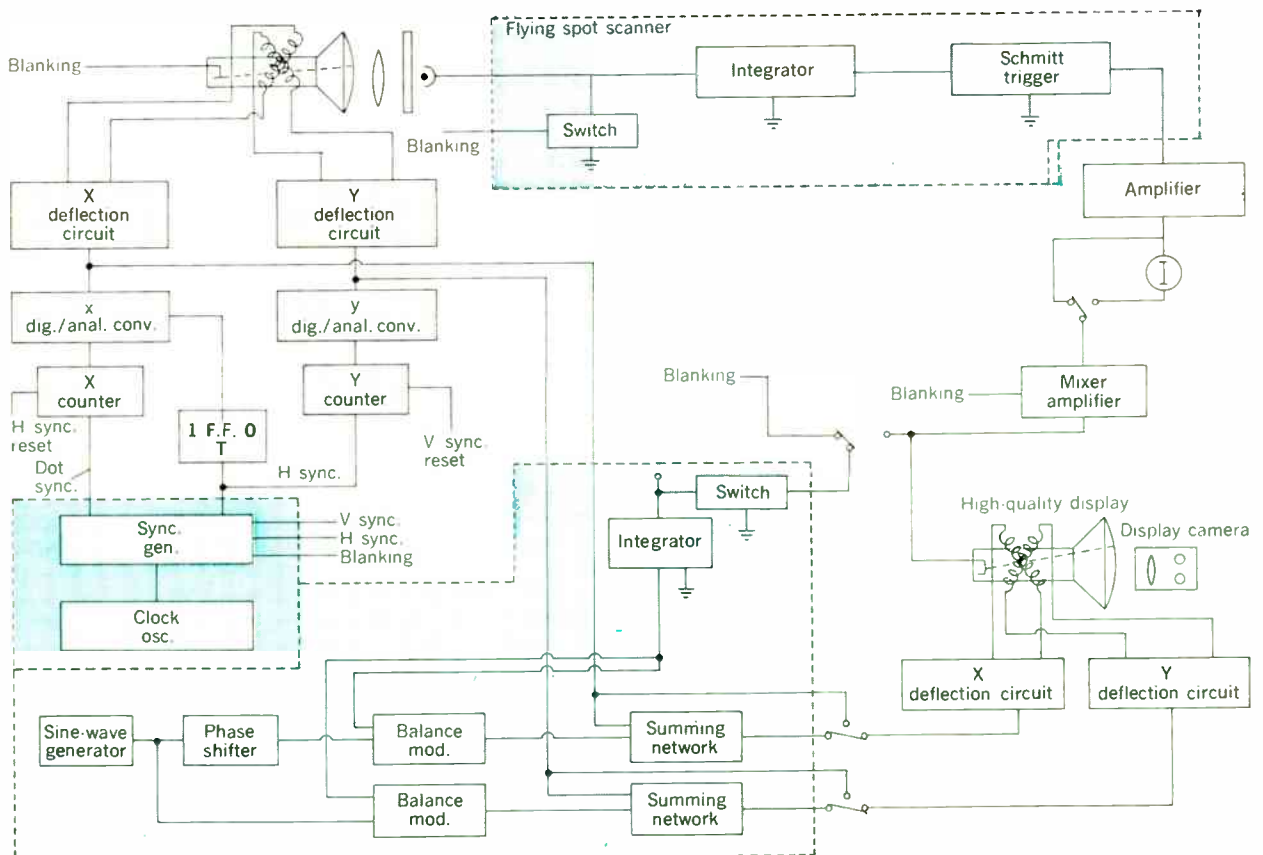 Flying spot scanner
Blanking
Integrator
Schmitt
trigger
Switch
Blanking
X
deflection
circuit
Y
deflection
circuit
Amplifier
I
x
dig./anal. conv.
y
dig./anal. conv.
X
counter
Y
counter
Blanking
Blanking
Mixer
amplifier
H sync.
reset
1 F.F. 0
T
V sync.
reset
Dot
sync.
H sync.
Switch
High-quality display
Display camera
Sync.
gen.
V sync.
H sync.
Blanking
Integrator
Clock
osc.
X
deflection circuit
Y
deflection circuit
Sine-wave
generator
Phase
shifter
Balance
mod.
Summing
network
Balance
mod.
Summing
network